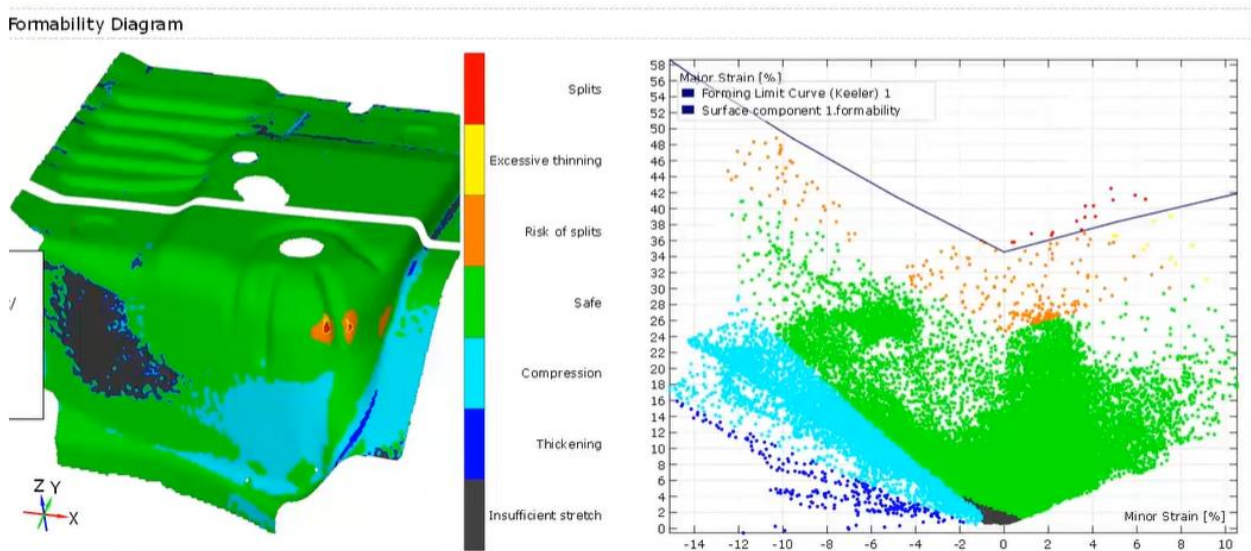 Formability Diagram
Splits
Excessive thinning
Risk of splits
Safe
Compression
Thickening
Insufficient stretch
Z Y
X
Major Strain [%]
Forming Limit Curve (Keeler) 1
Surface component 1.formability
58
56
54
52
50
48
46
44
42
40
38
36
34
32
30
28
26
24
22
20
18
16
14
12
10
8
6
4
2
0
Minor Strain [%]
-14 -12 -10 -8 -6 -4 -2 0 2 4 6 8 10